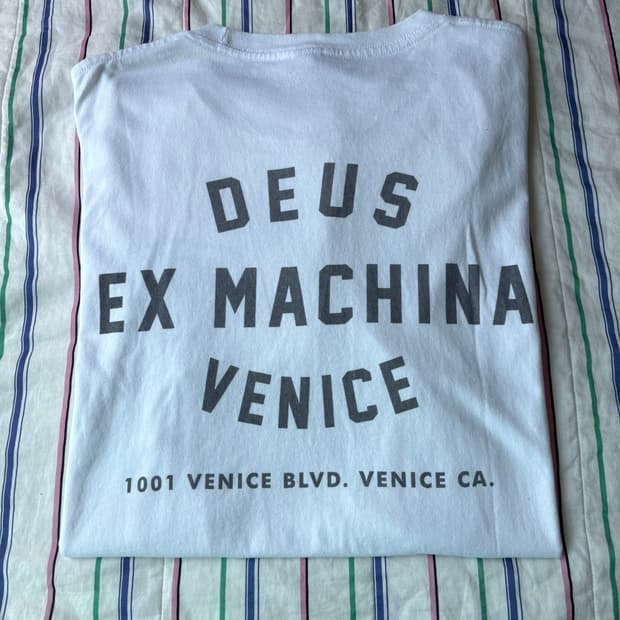 DEUS
EX MACHINA
VENICE
1001 VENICE BLVD. VENICE CA.